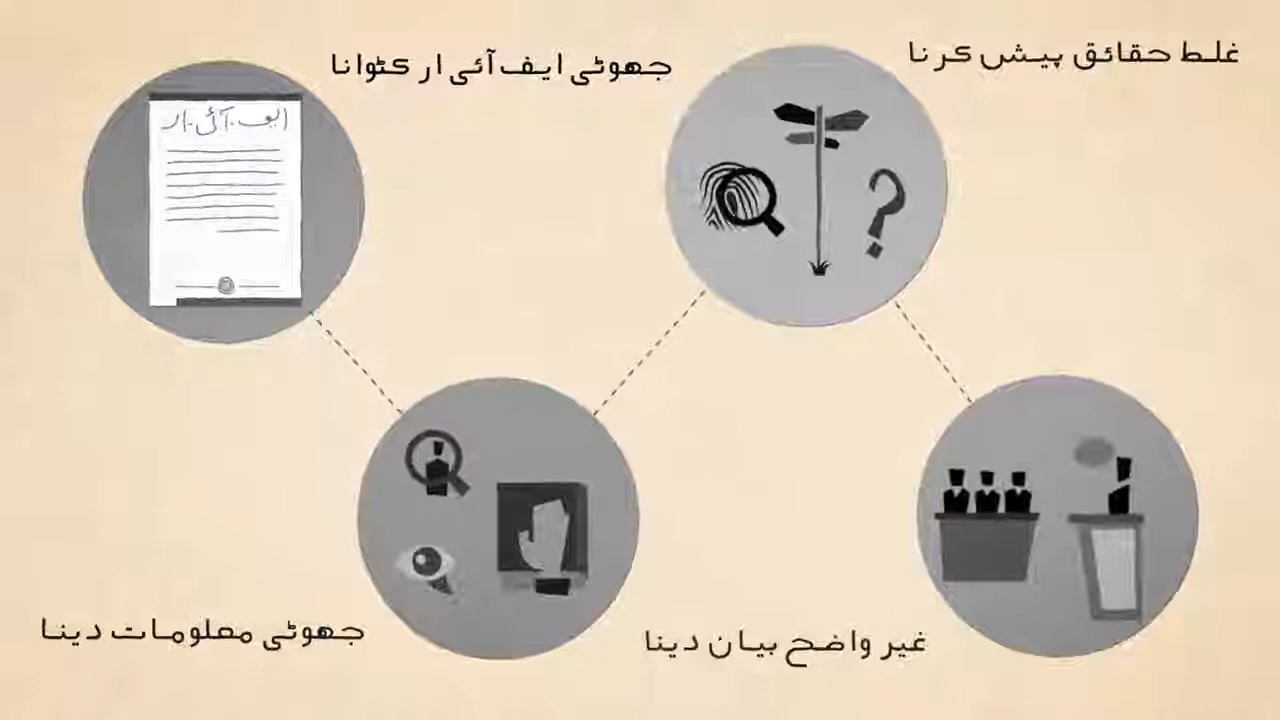 غلط حقائق پیش کرنا
جھوٹی ایف آئی ار کٹوانا
ایف.آئی.ار
غیر واضح بیان دینا
جھوٹی معلومات دینا